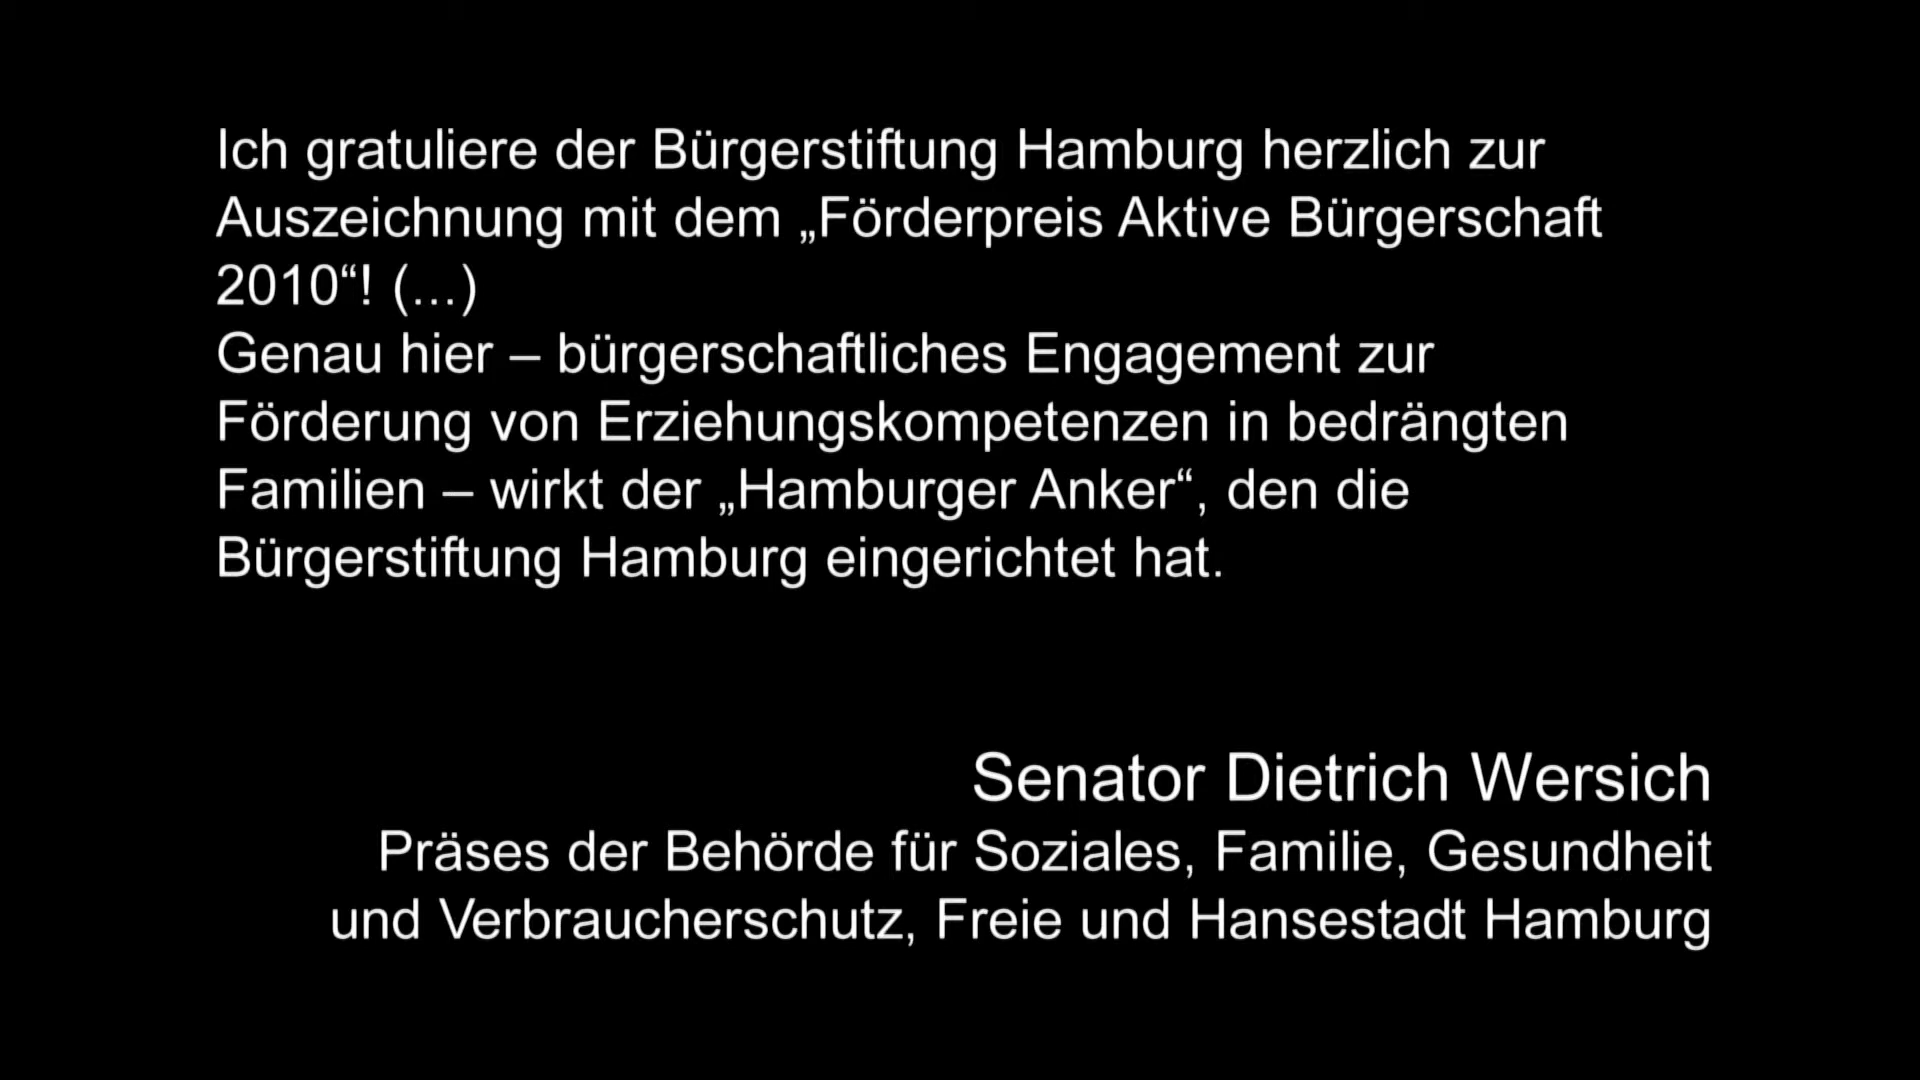 Ich gratuliere der Bürgerstiftung Hamburg herzlich zur
Auszeichnung mit dem „Förderpreis Aktive Bürgerschaft
2010“! (...)
Genau hier – bürgerschaftliches Engagement zur
Förderung von Erziehungskompetenzen in bedrängten
Familien – wirkt der „Hamburger Anker“, den die
Bürgerstiftung Hamburg eingerichtet hat.
Senator Dietrich Wersich
Präses der Behörde für Soziales, Familie, Gesundheit
und Verbraucherschutz, Freie und Hansestadt Hamburg